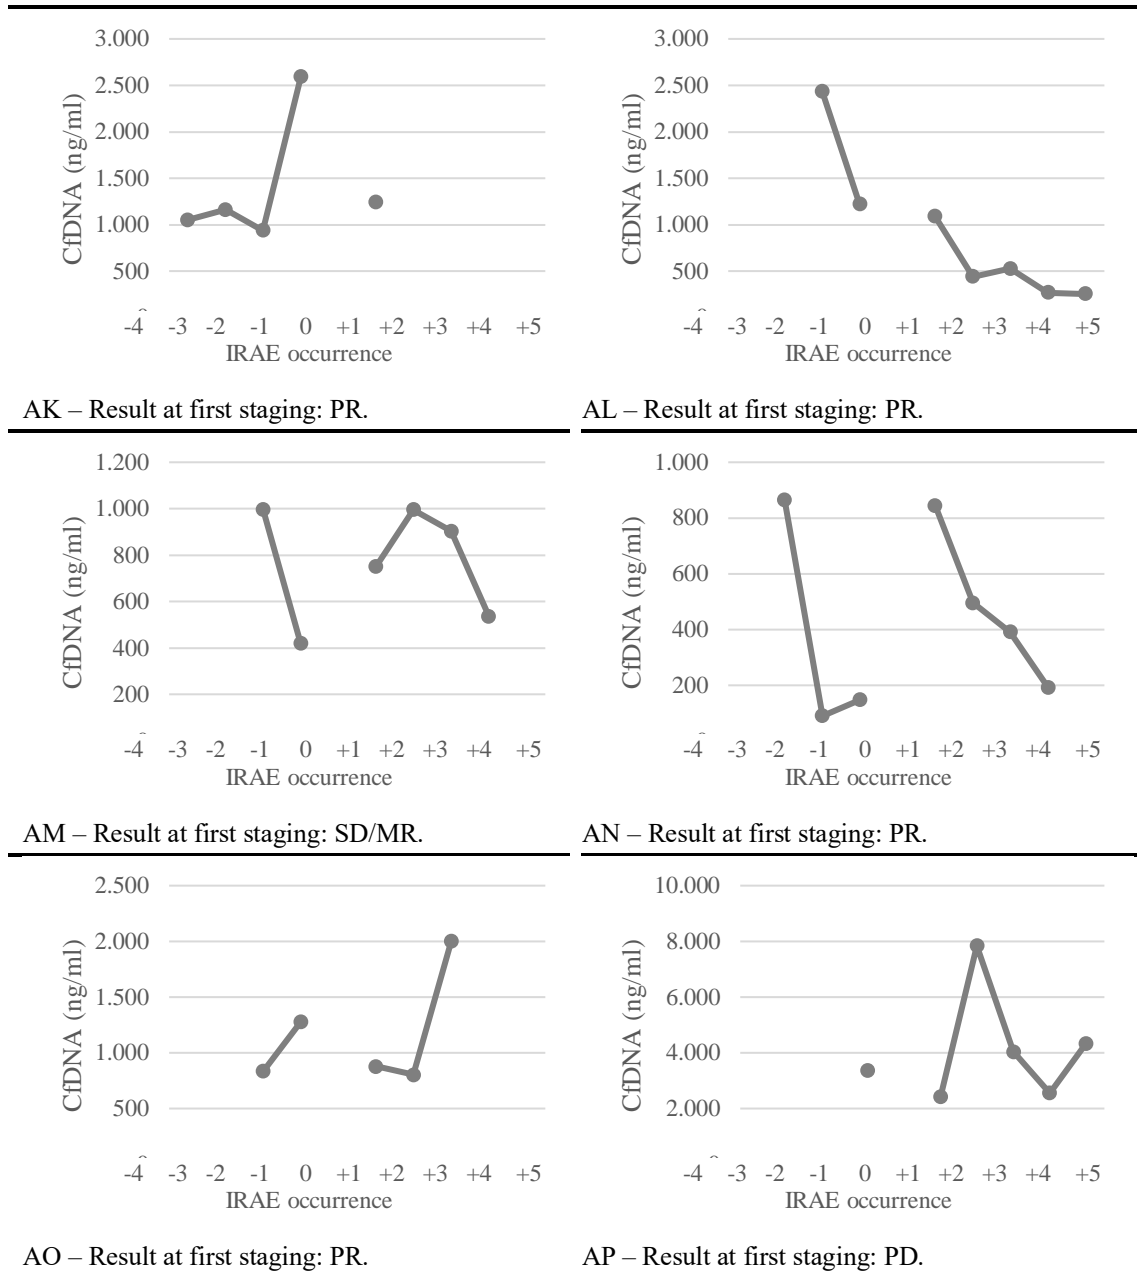 3.000
2.500
2.000
1.500
1.000
500
CfDNA (ng/ml)
-4 -3 -2 -1 0 +1 +2 +3 +4 +5
IRAE occurrence
AK – Result at first staging: PR.
3.000
2.500
2.000
1.500
1.000
500
CfDNA (ng/ml)
-4 -3 -2 -1 0 +1 +2 +3 +4 +5
IRAE occurrence
AL – Result at first staging: PR.
1.200
1.000
800
600
400
200
CfDNA (ng/ml)
-4 -3 -2 -1 0 +1 +2 +3 +4 +5
IRAE occurrence
AM – Result at first staging: SD/MR.
1.000
800
600
400
200
CfDNA (ng/ml)
-4 -3 -2 -1 0 +1 +2 +3 +4 +5
IRAE occurrence
AN – Result at first staging: PR.
2.500
2.000
1.500
1.000
500
CfDNA (ng/ml)
-4 -3 -2 -1 0 +1 +2 +3 +4 +5
IRAE occurrence
AO – Result at first staging: PR.
10.000
8.000
6.000
4.000
2.000
CfDNA (ng/ml)
-4 -3 -2 -1 0 +1 +2 +3 +4 +5
IRAE occurrence
AP – Result at first staging: PD.